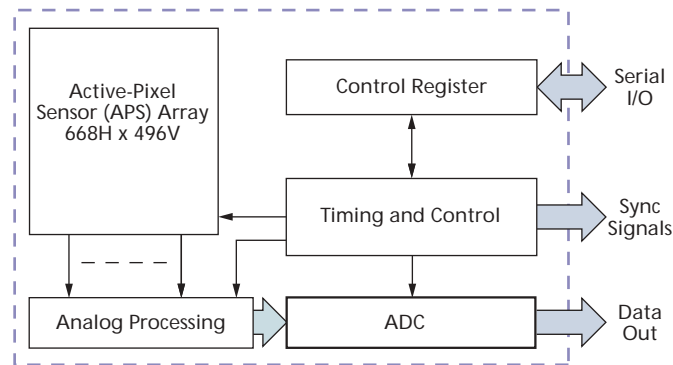 Active-Pixel
Sensor (APS) Array
668H x 496V
Control Register
Serial
I/O
Timing and Control
Sync
Signals
Analog Processing
ADC
Data
Out